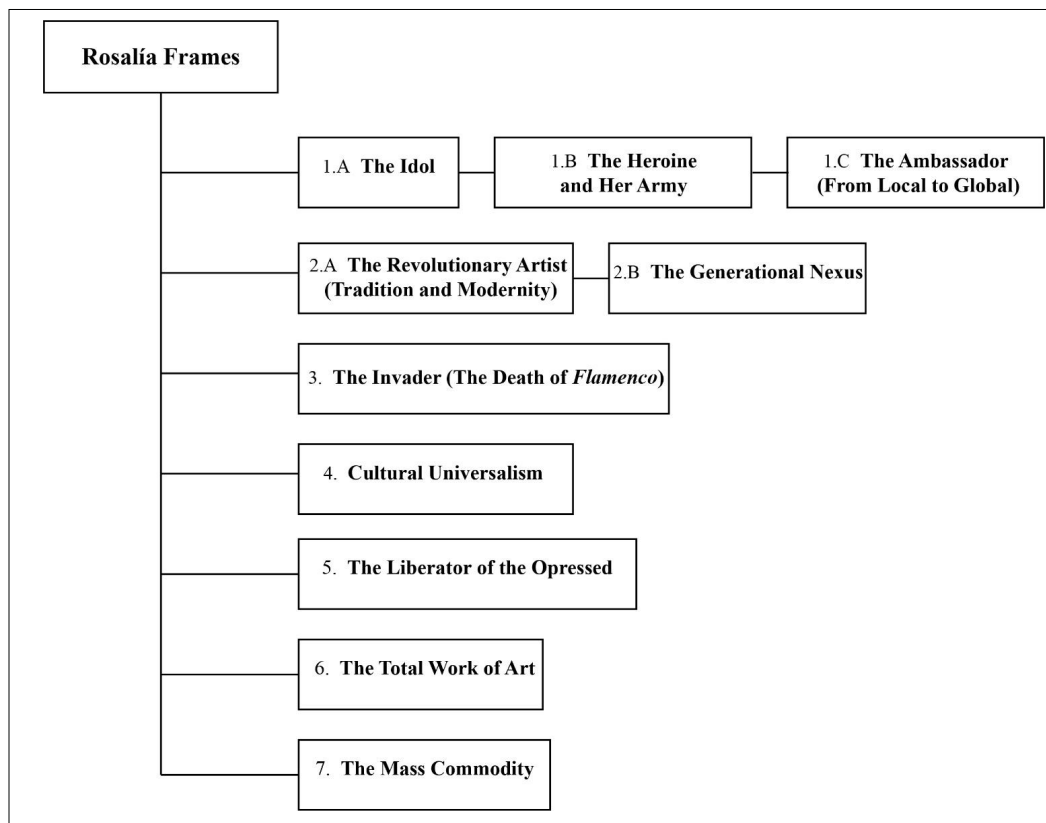 Rosalía Frames
1.A The Idol
1.B The Heroine
and Her Army
1.C The Ambassador
(From Local to Global)
2.A The Revolutionary Artist
(Tradition and Modernity)
2.B The Generational Nexus
3. The Invader (The Death of Flamenco)
4. Cultural Universalism
5. The Liberator of the Opressed
6. The Total Work of Art
7. The Mass Commodity